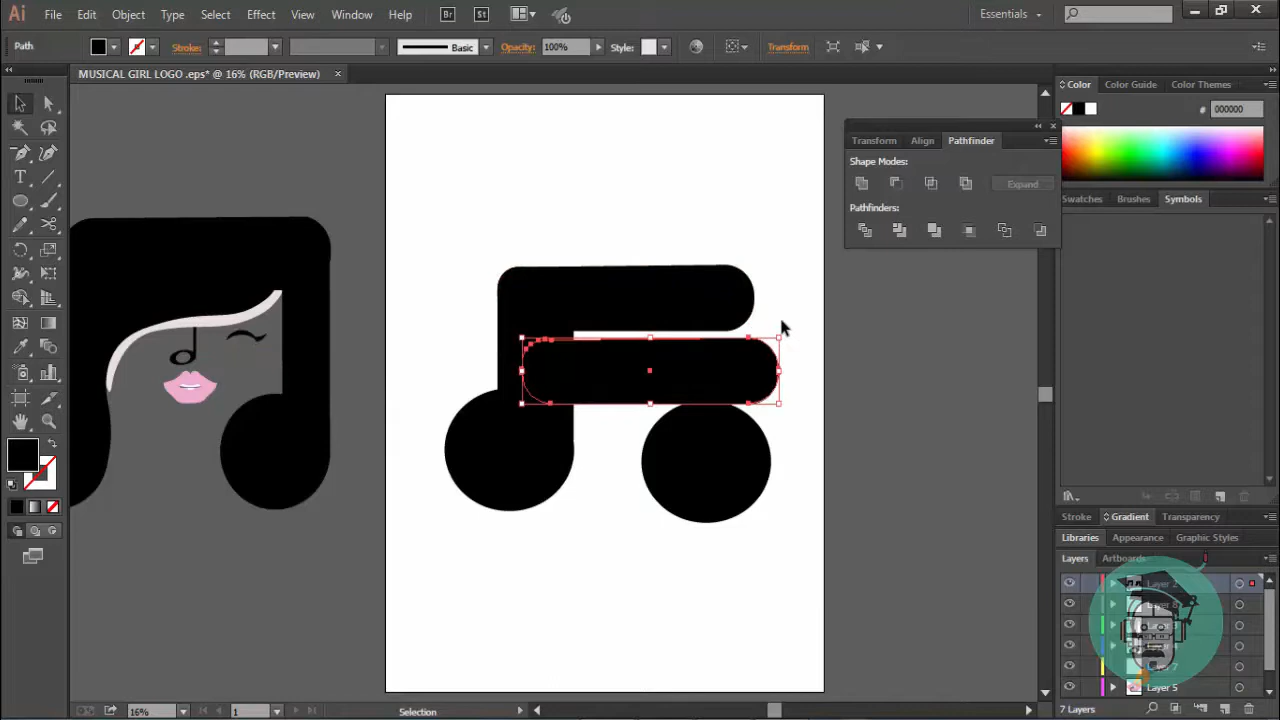 Ai File Edit Object Type Select Effect View Window Help Br St Essentials
Path Stroke: Basic Opacity: 100% Style: Transform
MUSICAL GIRL LOGO .eps* @ 16% (RGB/Preview) ×
Color Color Guide Color Themes
# 000000
Transform Align Pathfinder
Shape Modes:
Expand
Pathfinders:
Swatches Brushes Symbols
Stroke Gradient Transparency
Libraries Appearance Graphic Styles
Layers Artboards
Layer 5
7 Layers
16% 1 Selection